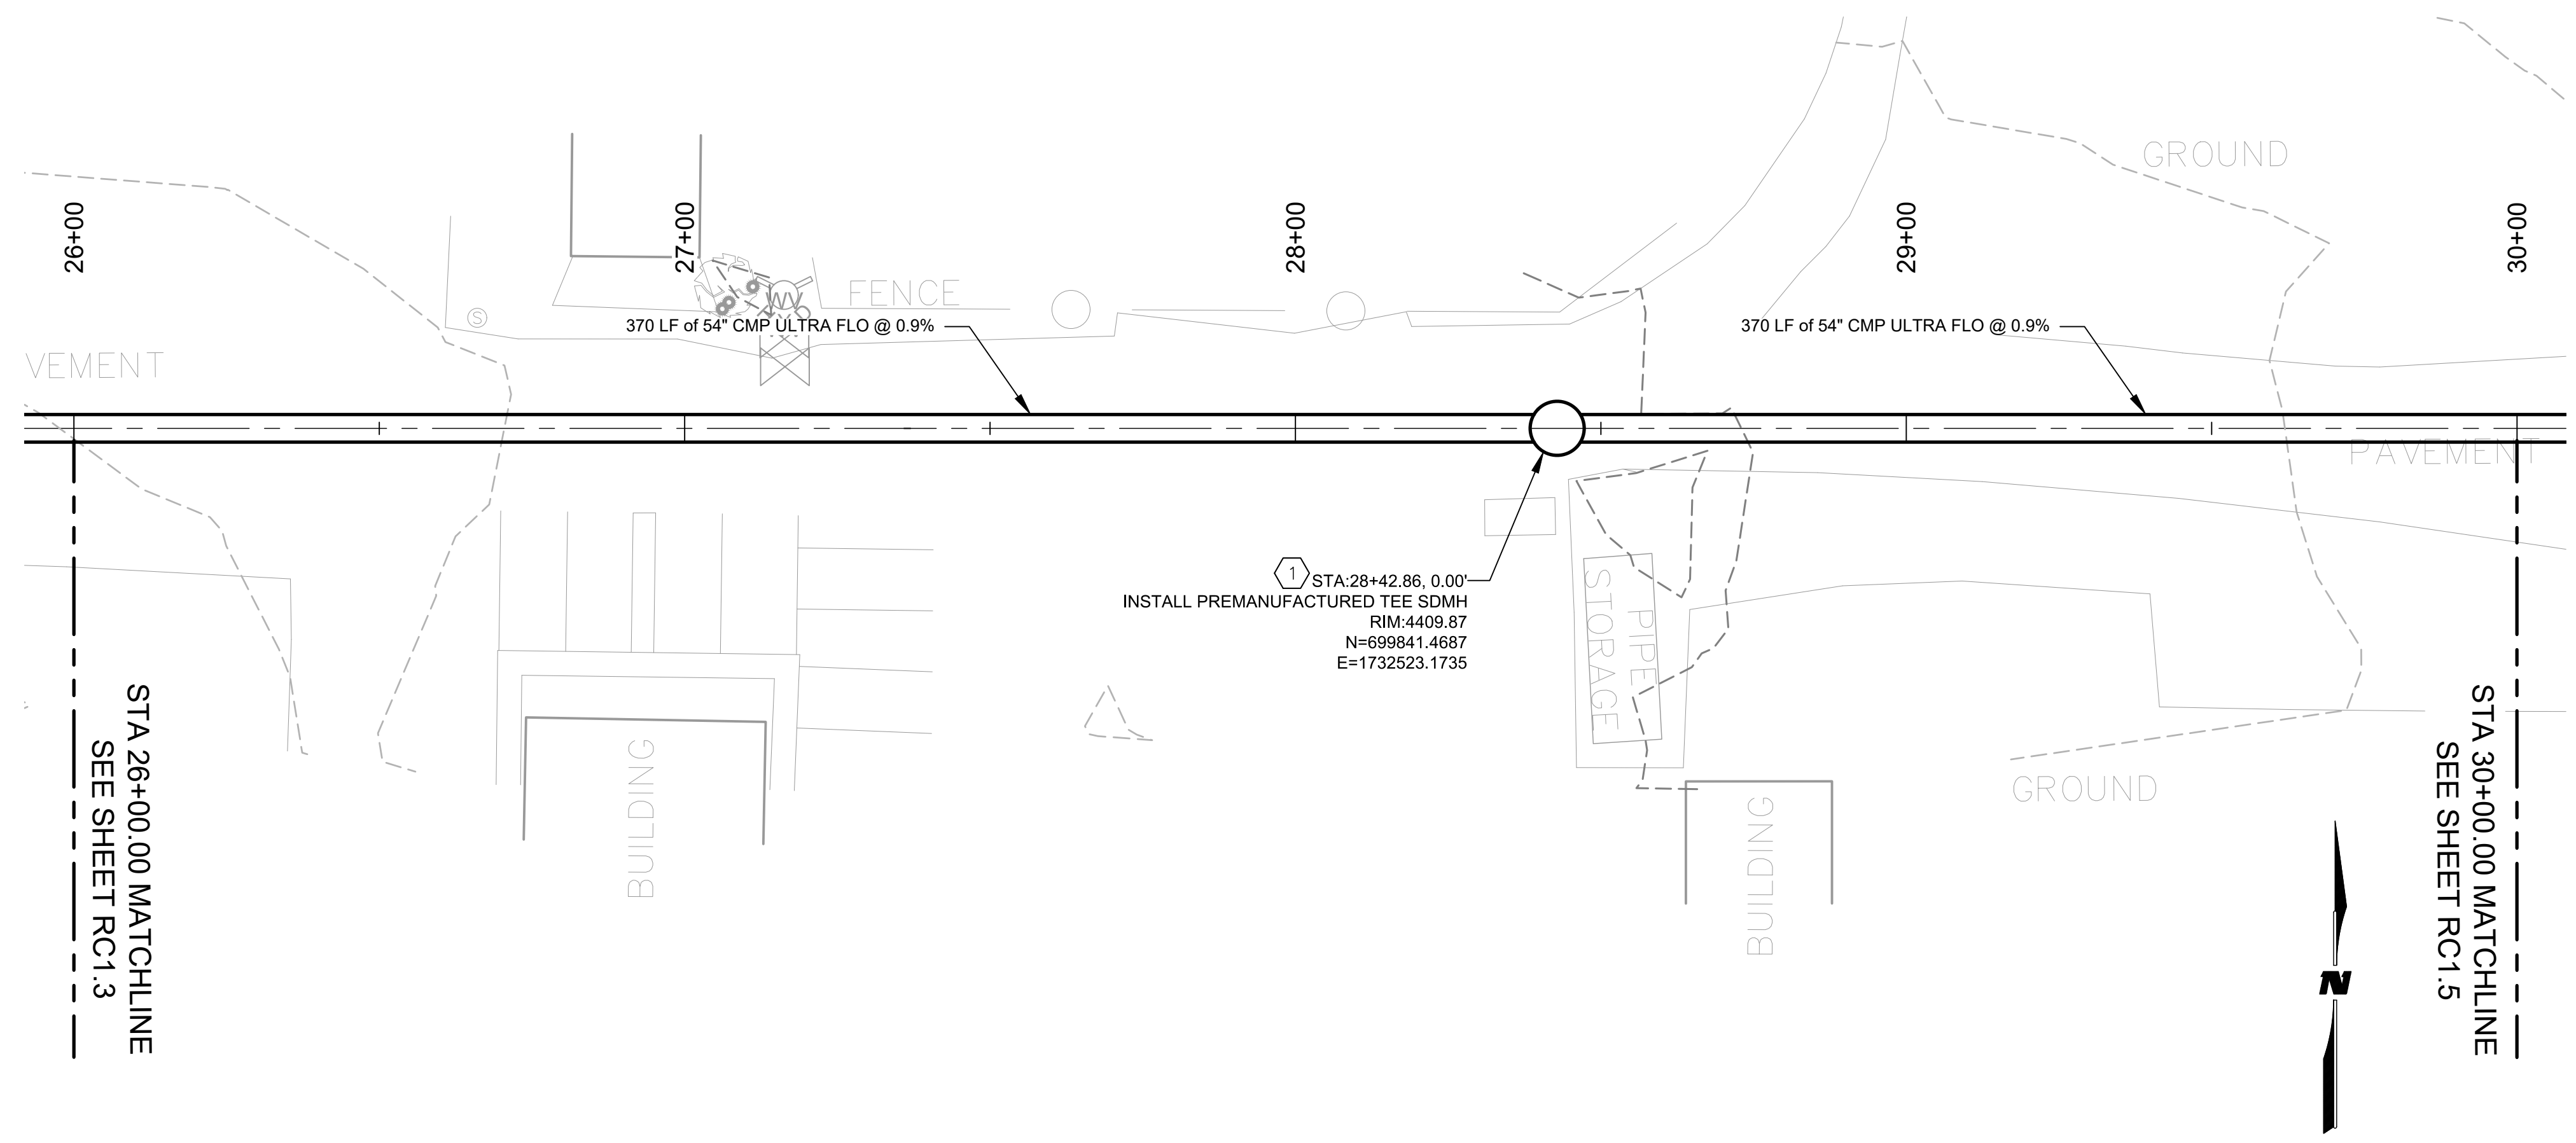 GROUND
26+00
27+00
28+00
29+00
30+00
FENCE
S
WV
370 LF of 54" CMP ULTRA FLO @ 0.9%
370 LF of 54" CMP ULTRA FLO @ 0.9%
VEMENT
PAVEMENT
1
STA:28+42.86, 0.00'
INSTALL PREMANUFACTURED TEE SDMH
RIM:4409.87
N=699841.4687
E=1732523.1735
PIPE
STORAGE
STA 26+00.00 MATCHLINE
SEE SHEET RC1.3
BUILDING
BUILDING
GROUND
STA 30+00.00 MATCHLINE
SEE SHEET RC1.5
N